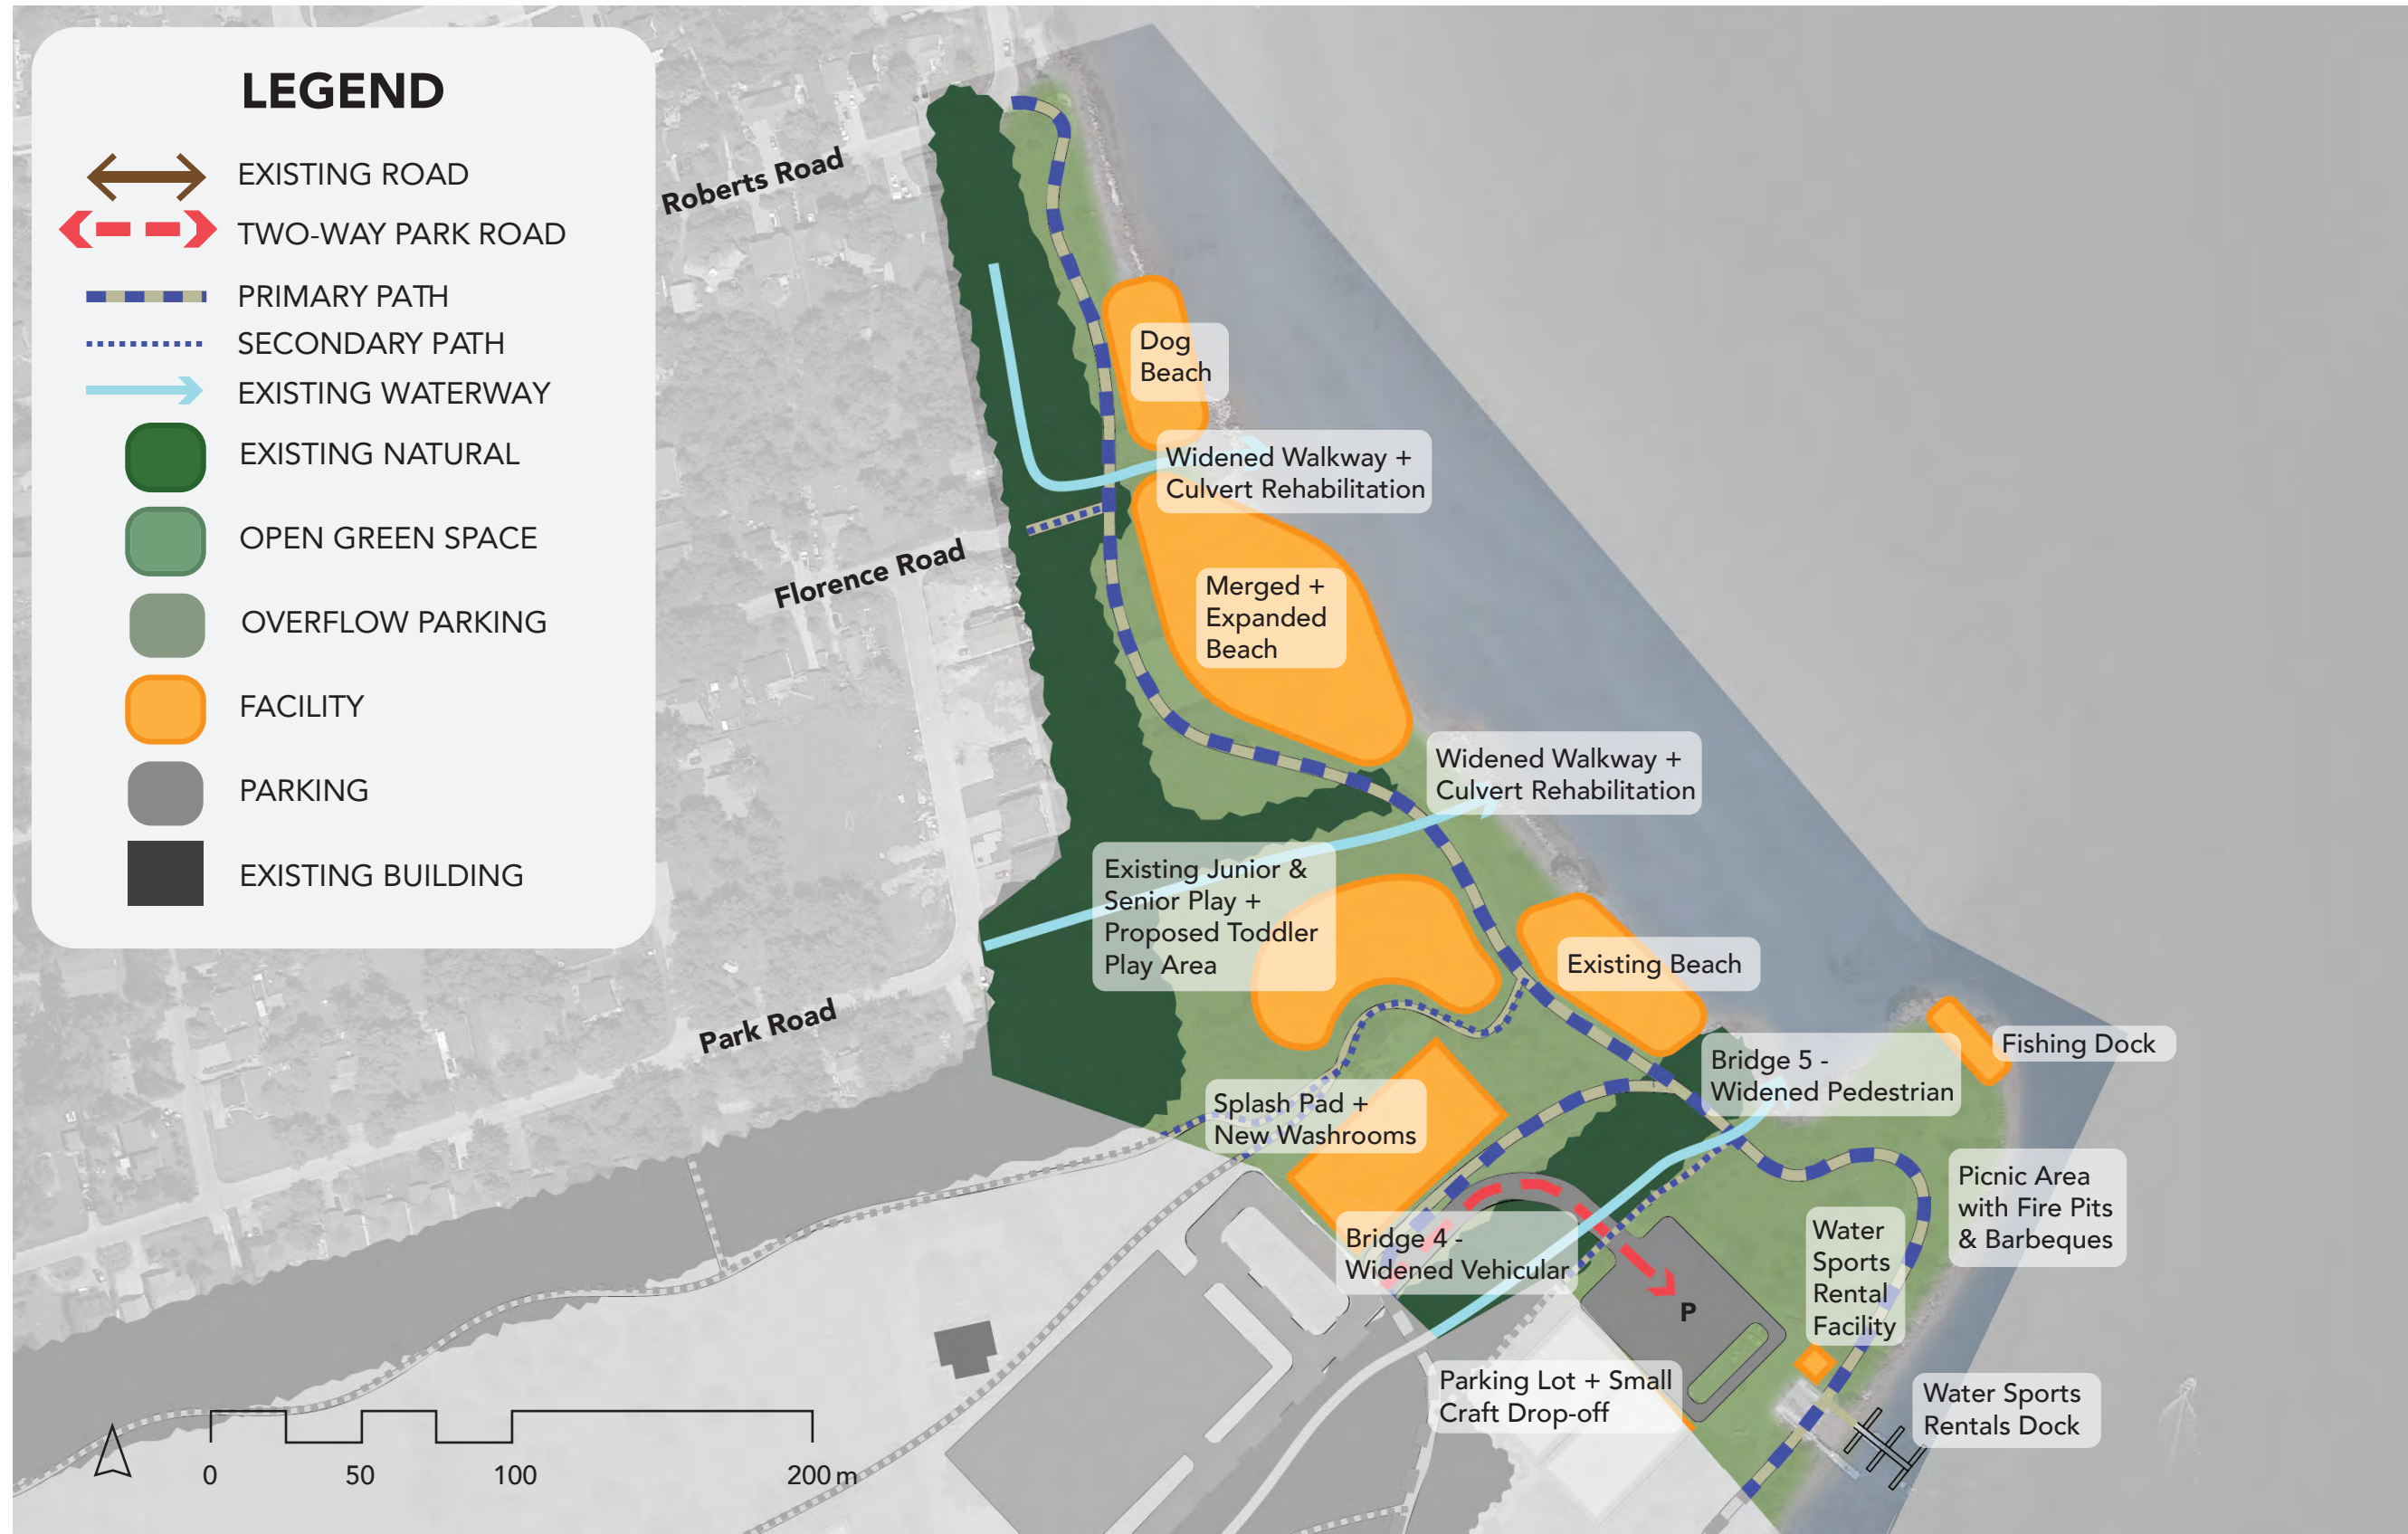 LEGEND
EXISTING ROAD
TWO-WAY PARK ROAD
PRIMARY PATH
SECONDARY PATH
EXISTING WATERWAY
EXISTING NATURAL
OPEN GREEN SPACE
OVERFLOW PARKING
FACILITY
PARKING
EXISTING BUILDING
Roberts Road
Dog
Beach
Widened Walkway +
Culvert Rehabilitation
Florence Road
Merged +
Expanded
Beach
Widened Walkway +
Culvert Rehabilitation
Existing Junior &
Senior Play +
Proposed Toddler
Play Area
Existing Beach
Park Road
Fishing Dock
Bridge 5 -
Widened Pedestrian
Splash Pad +
New Washrooms
Picnic Area
with Fire Pits
& Barbeques
Bridge 4 -
Widened Vehicular
Water
Sports
Rental
Facility
P
Parking Lot + Small
Craft Drop-off
Water Sports
Rentals Dock
0 50 100 200 m